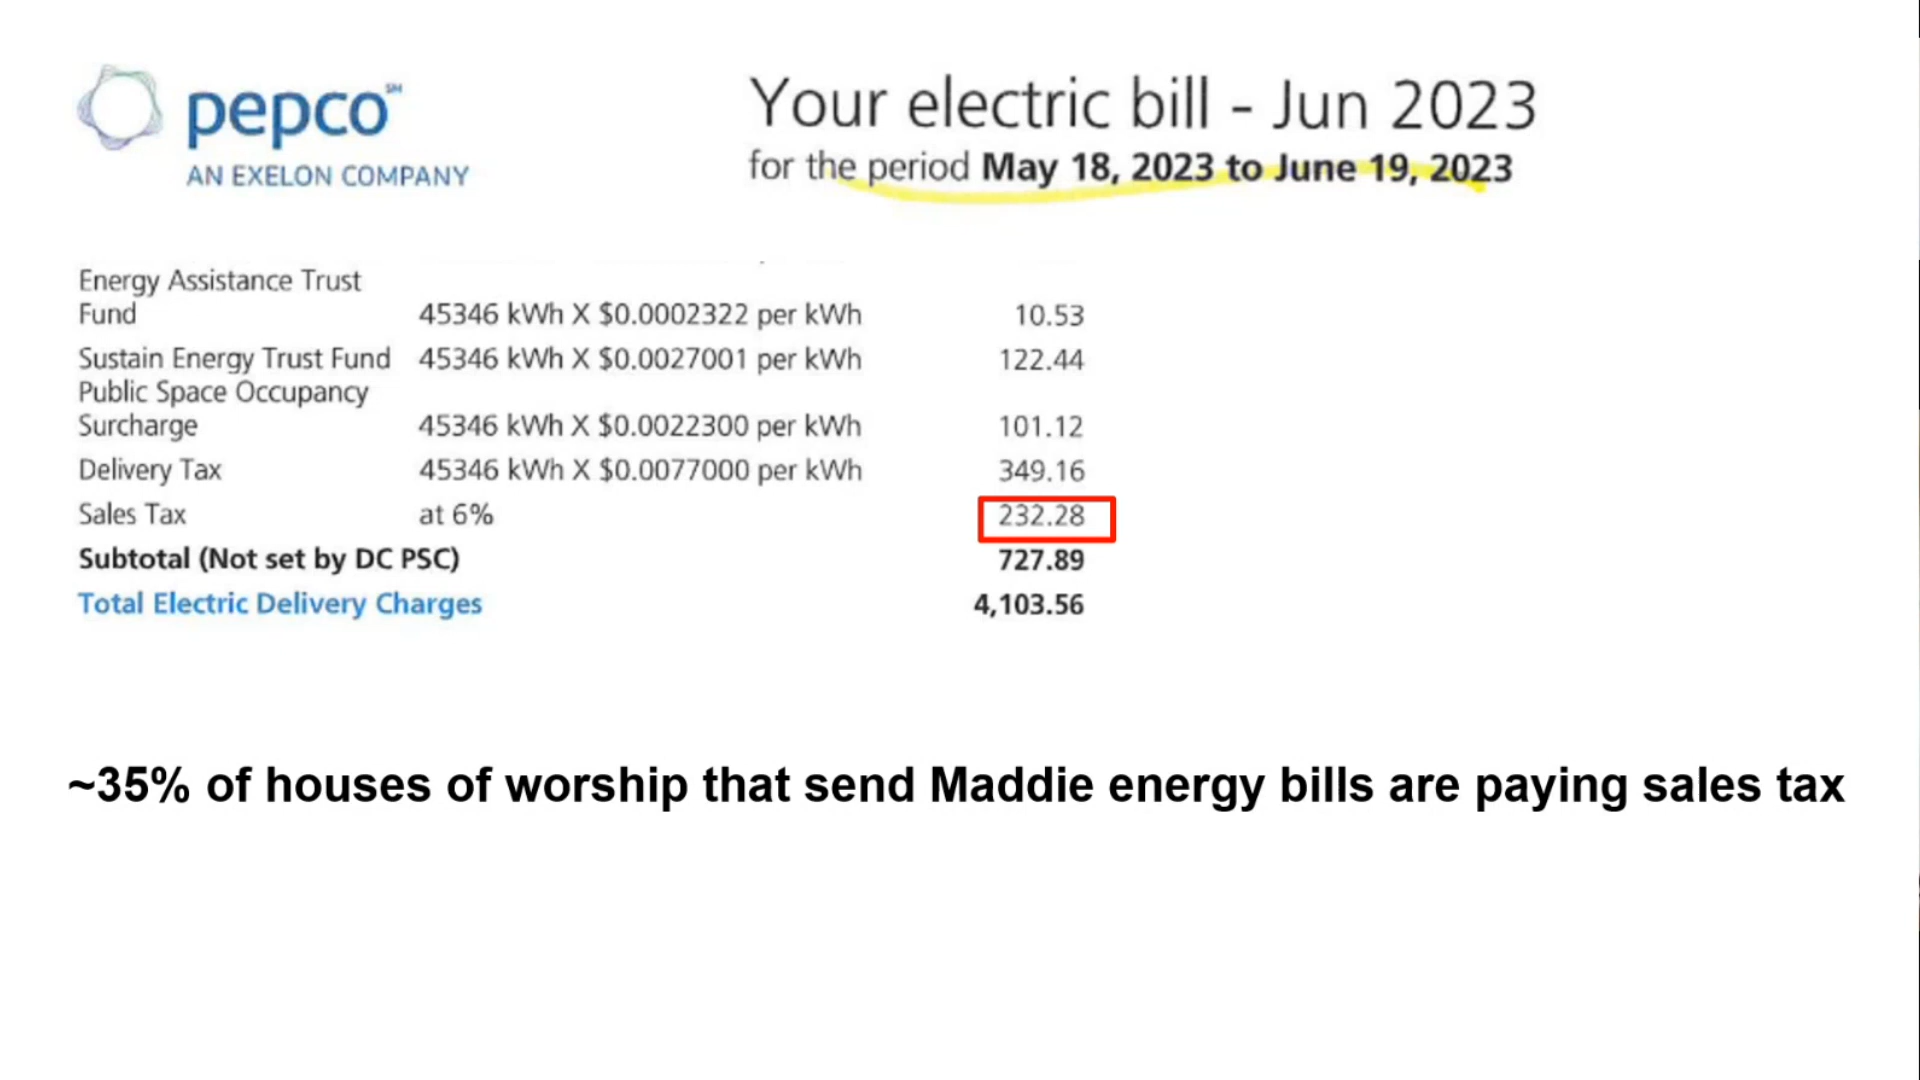 pepco℠
AN EXELON COMPANY
Your electric bill - Jun 2023
for the period May 18, 2023 to June 19, 2023
Energy Assistance Trust
Fund 45346 kWh X $0.0002322 per kWh 10.53
Sustain Energy Trust Fund 45346 kWh X $0.0027001 per kWh 122.44
Public Space Occupancy
Surcharge 45346 kWh X $0.0022300 per kWh 101.12
Delivery Tax 45346 kWh X $0.0077000 per kWh 349.16
Sales Tax at 6% 232.28
Subtotal (Not set by DC PSC) 727.89
Total Electric Delivery Charges 4,103.56
~35% of houses of worship that send Maddie energy bills are paying sales tax